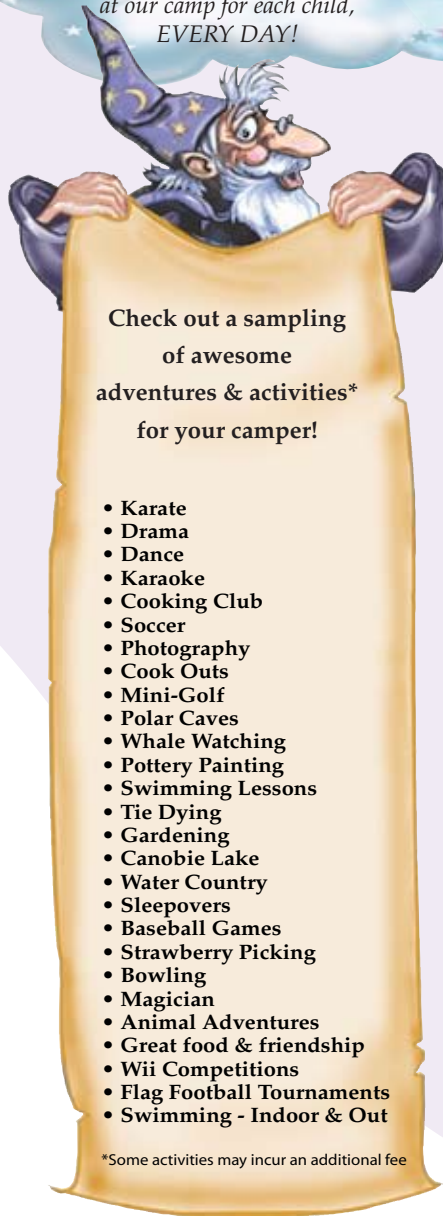 at our camp for each child,
EVERY DAY!
Check out a sampling
of awesome
adventures & activities*
for your camper!
• Karate
• Drama
• Dance
• Karaoke
• Cooking Club
• Soccer
• Photography
• Cook Outs
• Mini-Golf
• Polar Caves
• Whale Watching
• Pottery Painting
• Swimming Lessons
• Tie Dying
• Gardening
• Canobie Lake
• Water Country
• Sleepovers
• Baseball Games
• Strawberry Picking
• Bowling
• Magician
• Animal Adventures
• Great food & friendship
• Wii Competitions
• Flag Football Tournaments
• Swimming - Indoor & Out
*Some activities may incur an additional fee